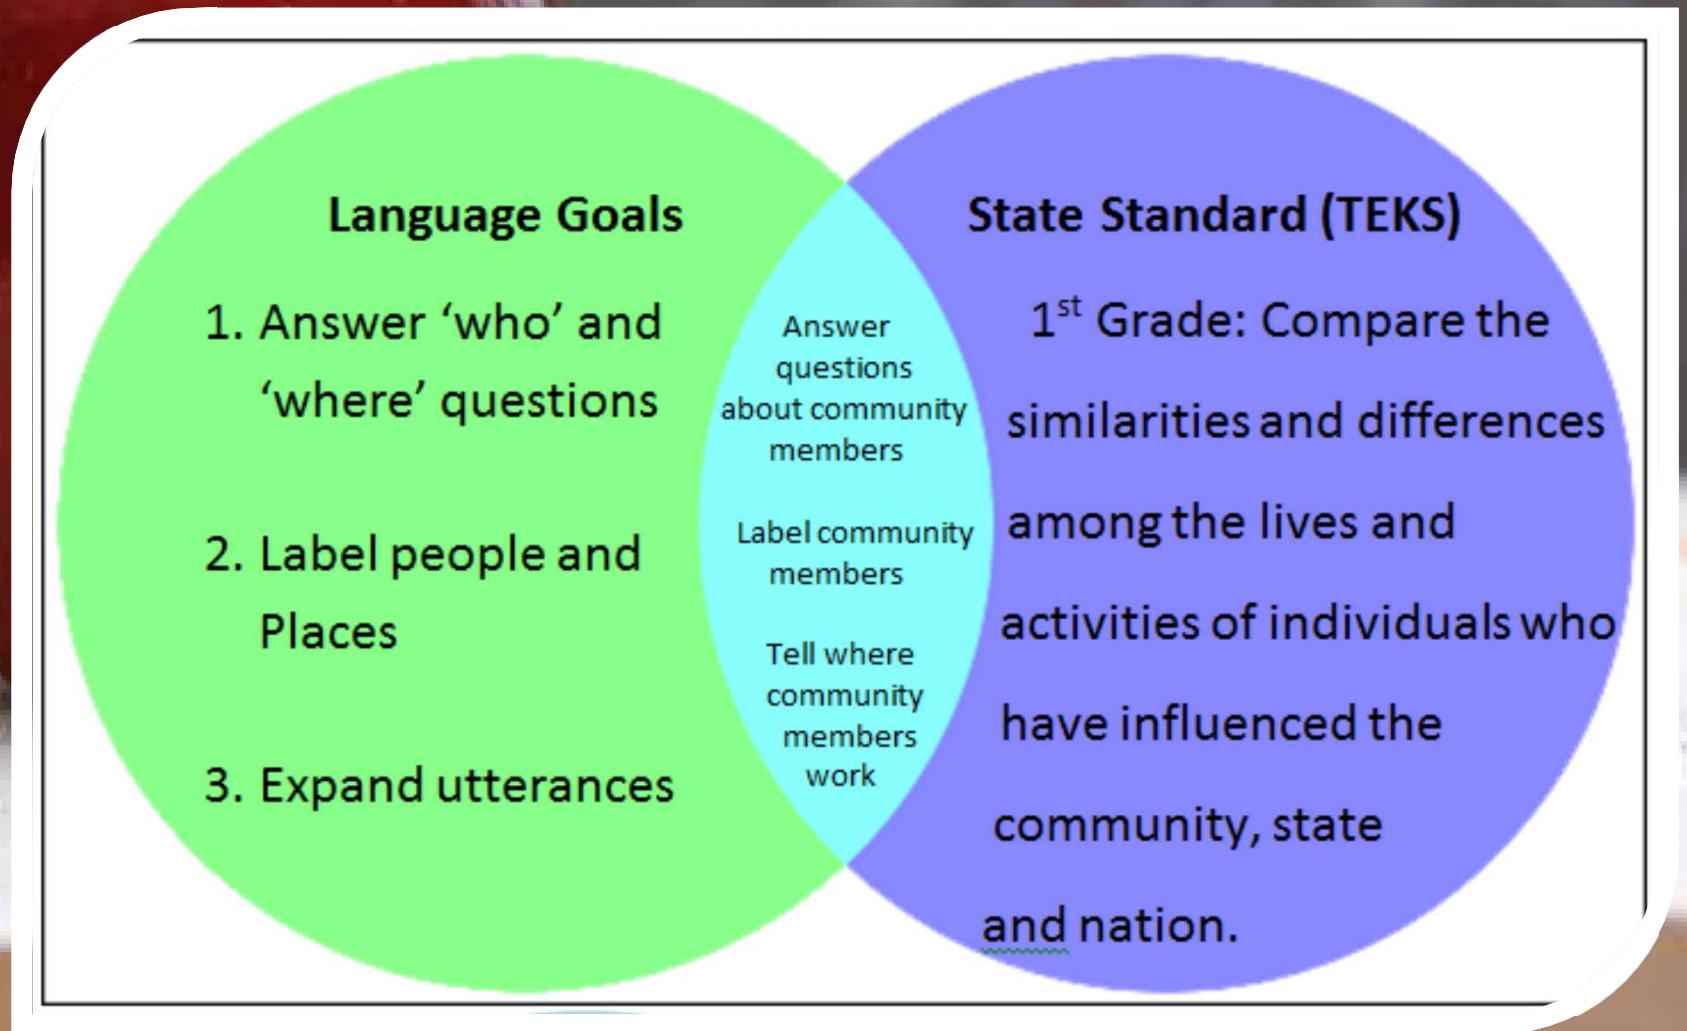 Language Goals
1. Answer ‘who’ and
‘where’ questions
2. Label people and
Places
3. Expand utterances
Answer
questions
about community
members
Label community
members
Tell where
community
members
work
State Standard (TEKS)
1st Grade: Compare the
similarities and differences
among the lives and
activities of individuals who
have influenced the
community, state
and nation.